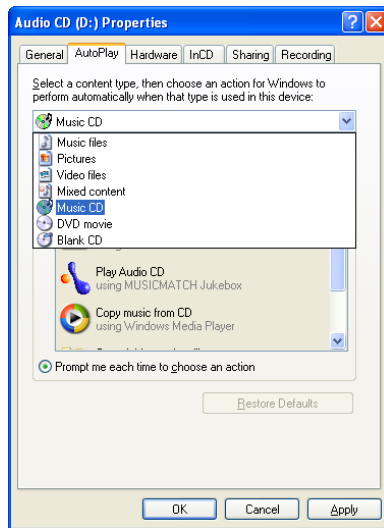 Audio CD (D:) Properties
General AutoPlay Hardware InCD Sharing Recording
Select a content type, then choose an action for Windows to
perform automatically when that type is used in this device:
Music CD
Music files
Pictures
Video files
Mixed content
Music CD
DVD movie
Blank CD
Play Audio CD
using MUSICMATCH Jukebox
Copy music from CD
using Windows Media Player
Prompt me each time to choose an action
Restore Defaults
OK Cancel Apply